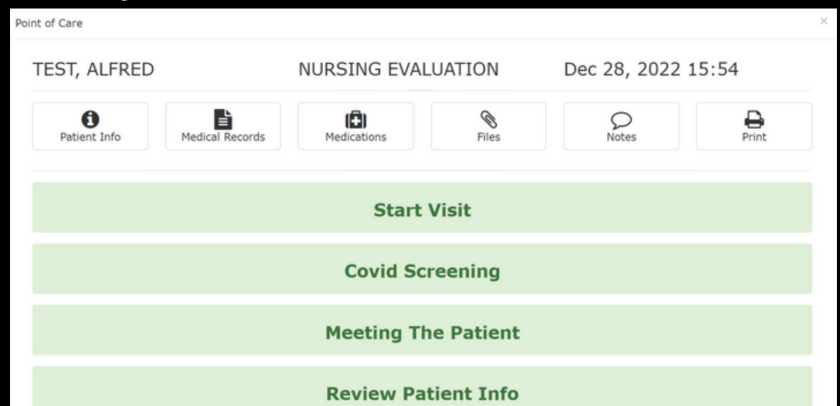 Point of Care
TEST, ALFRED NURSING EVALUATION Dec 28, 2022 15:54
Patient Info Medical Records Medications Files Notes Print
Start Visit
Covid Screening
Meeting The Patient
Review Patient Info